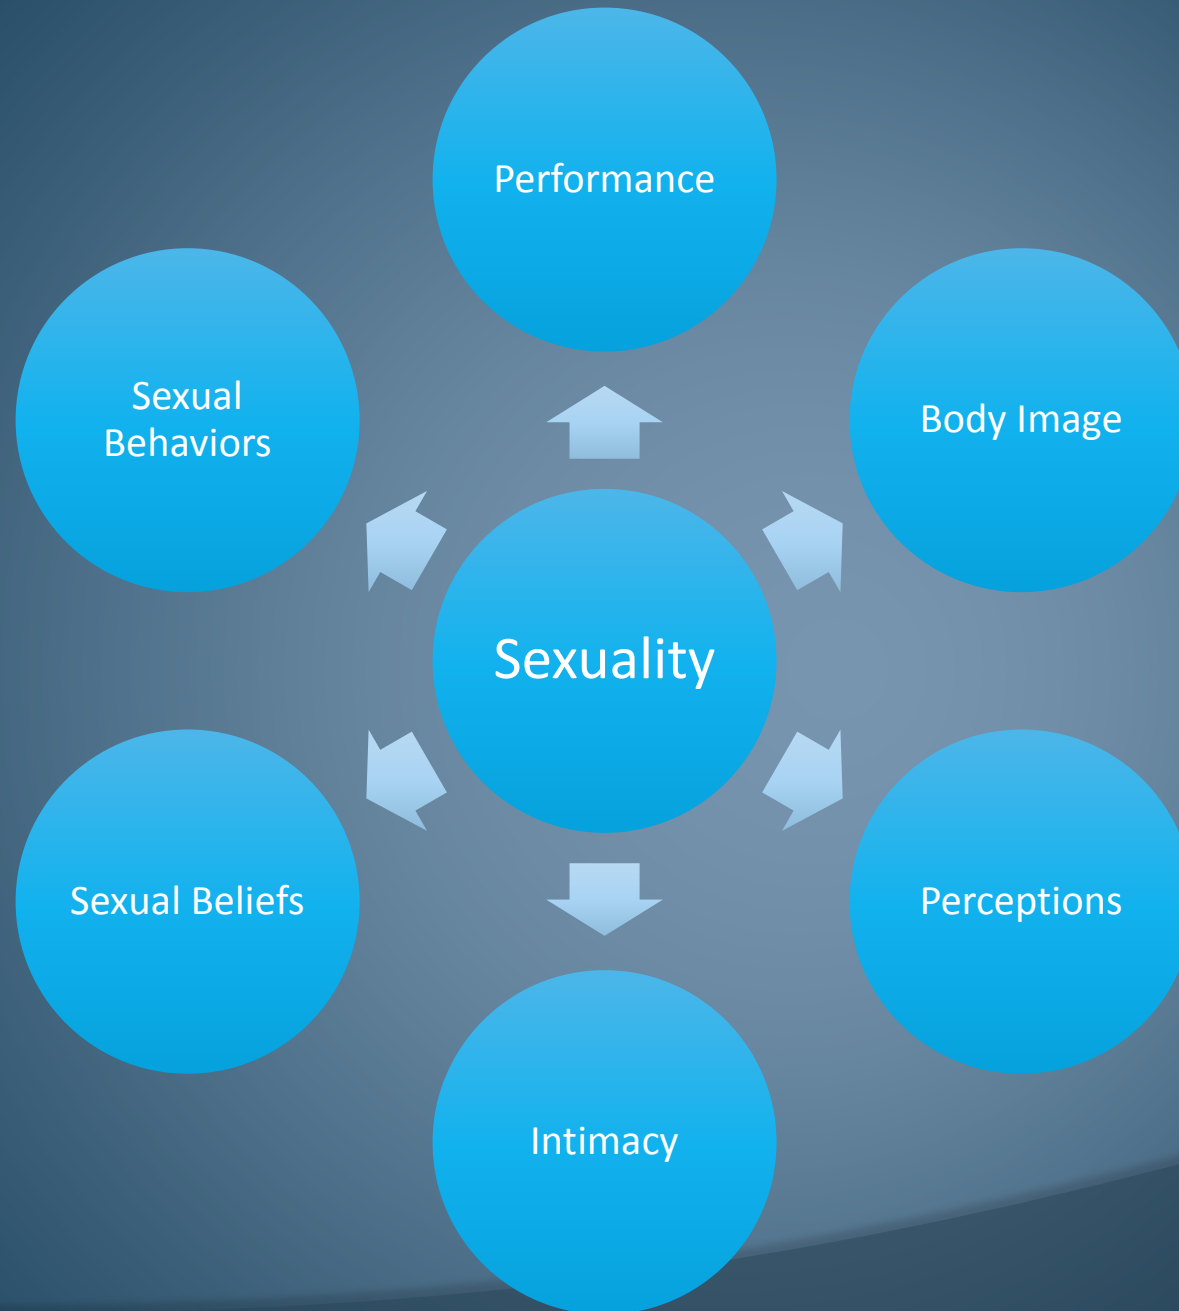 Performance
Sexual
Behaviors
Body Image
Sexuality
Sexual Beliefs
Perceptions
Intimacy